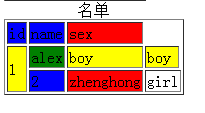 名单
id name sex
1 alex boy boy
2 zhenghong girl